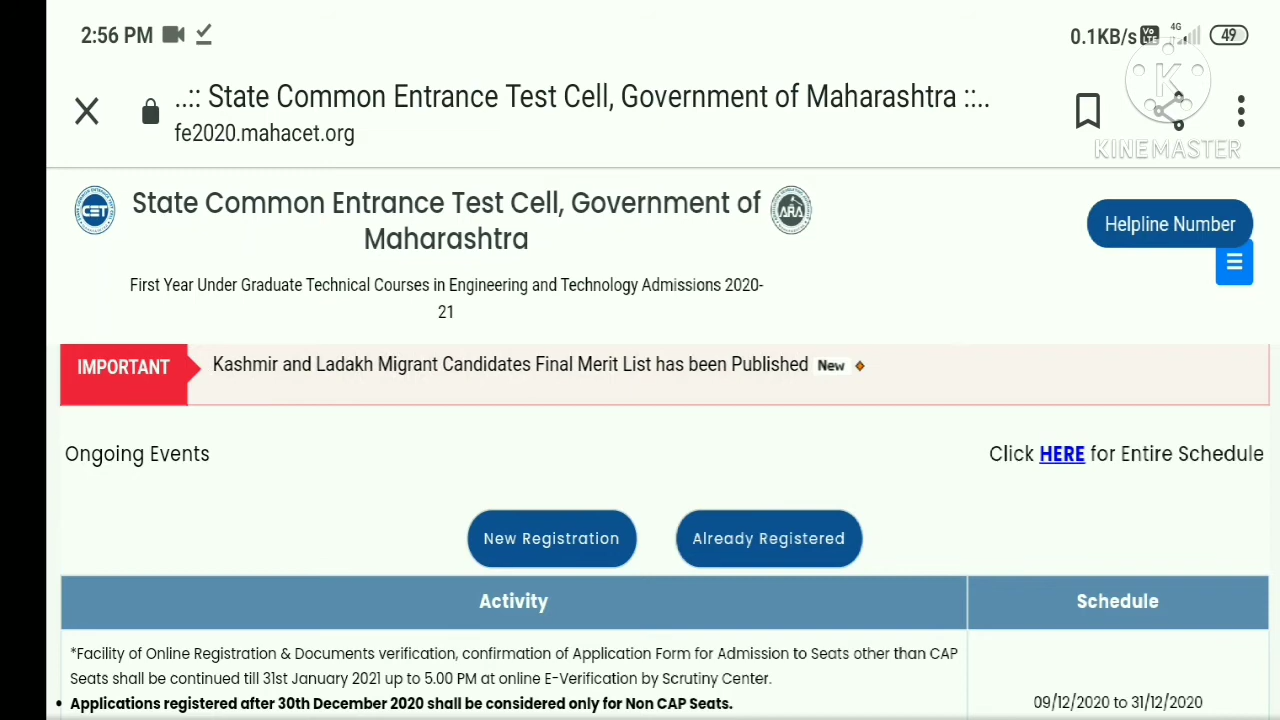 2:56 PM
0.1KB/s Vo LTE 4G 49
..:: State Common Entrance Test Cell, Government of Maharashtra ::..
fe2020.mahacet.org
K
KINEMASTER
CET
State Common Entrance Test Cell, Government of
Maharashtra
ARA
Helpline Number
First Year Under Graduate Technical Courses in Engineering and Technology Admissions 2020-
21
IMPORTANT
Kashmir and Ladakh Migrant Candidates Final Merit List has been Published New
Ongoing Events
Click HERE for Entire Schedule
New Registration
Already Registered
Activity
Schedule
*Facility of Online Registration & Documents verification, confirmation of Application Form for Admission to Seats other than CAP
Seats shall be continued till 31st January 2021 up to 5.00 PM at online E-Verification by Scrutiny Center.
• Applications registered after 30th December 2020 shall be considered only for Non CAP Seats.
09/12/2020 to 31/12/2020